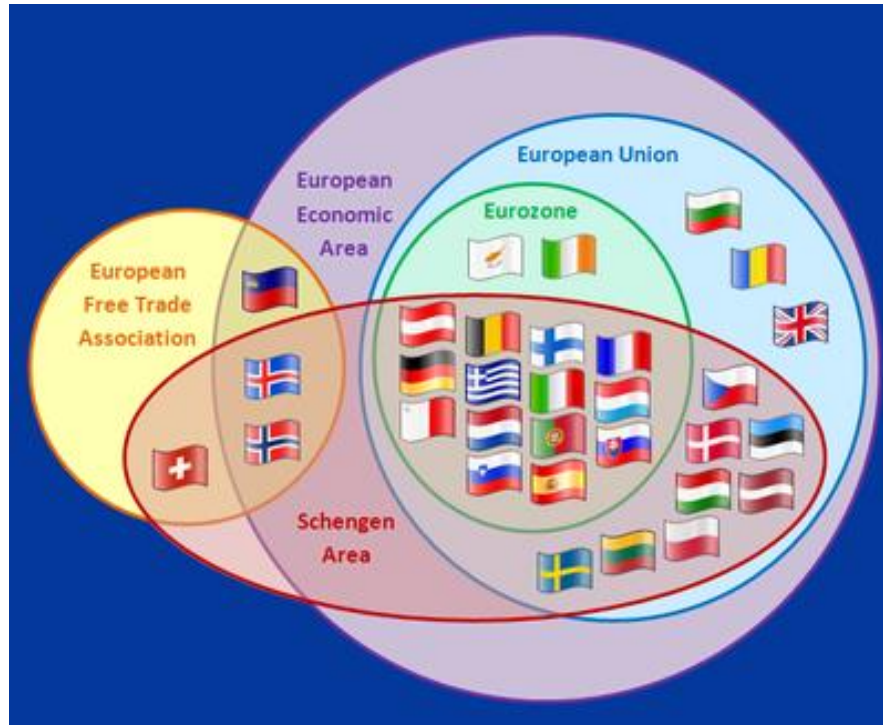 European Union
European
Economic
Area
Eurozone
European
Free Trade
Association
Schengen
Area